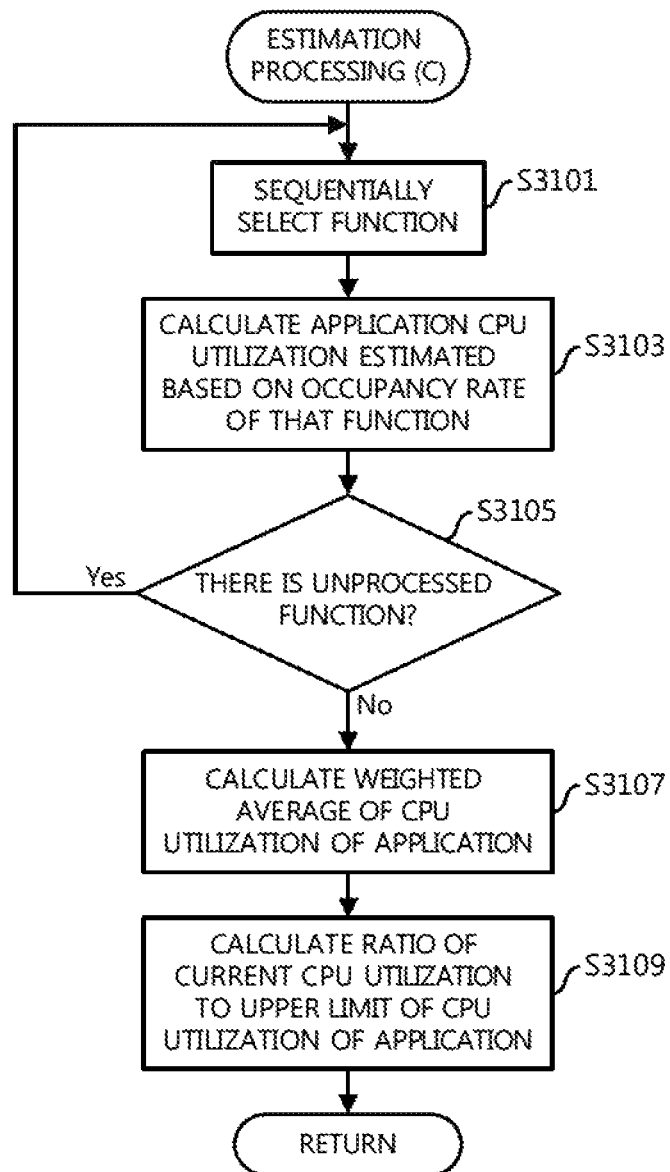 ESTIMATION
PROCESSING (C)
SEQUENTIALLY
SELECT FUNCTION
S3101
CALCULATE APPLICATION CPU
UTILIZATION ESTIMATED
BASED ON OCCUPANCY RATE
OF THAT FUNCTION
S3103
S3105
Yes
THERE IS UNPROCESSED
FUNCTION?
No
CALCULATE WEIGHTED
AVERAGE OF CPU
UTILIZATION OF APPLICATION
S3107
CALCULATE RATIO OF
CURRENT CPU UTILIZATION
TO UPPER LIMIT OF CPU
UTILIZATION OF APPLICATION
S3109
RETURN